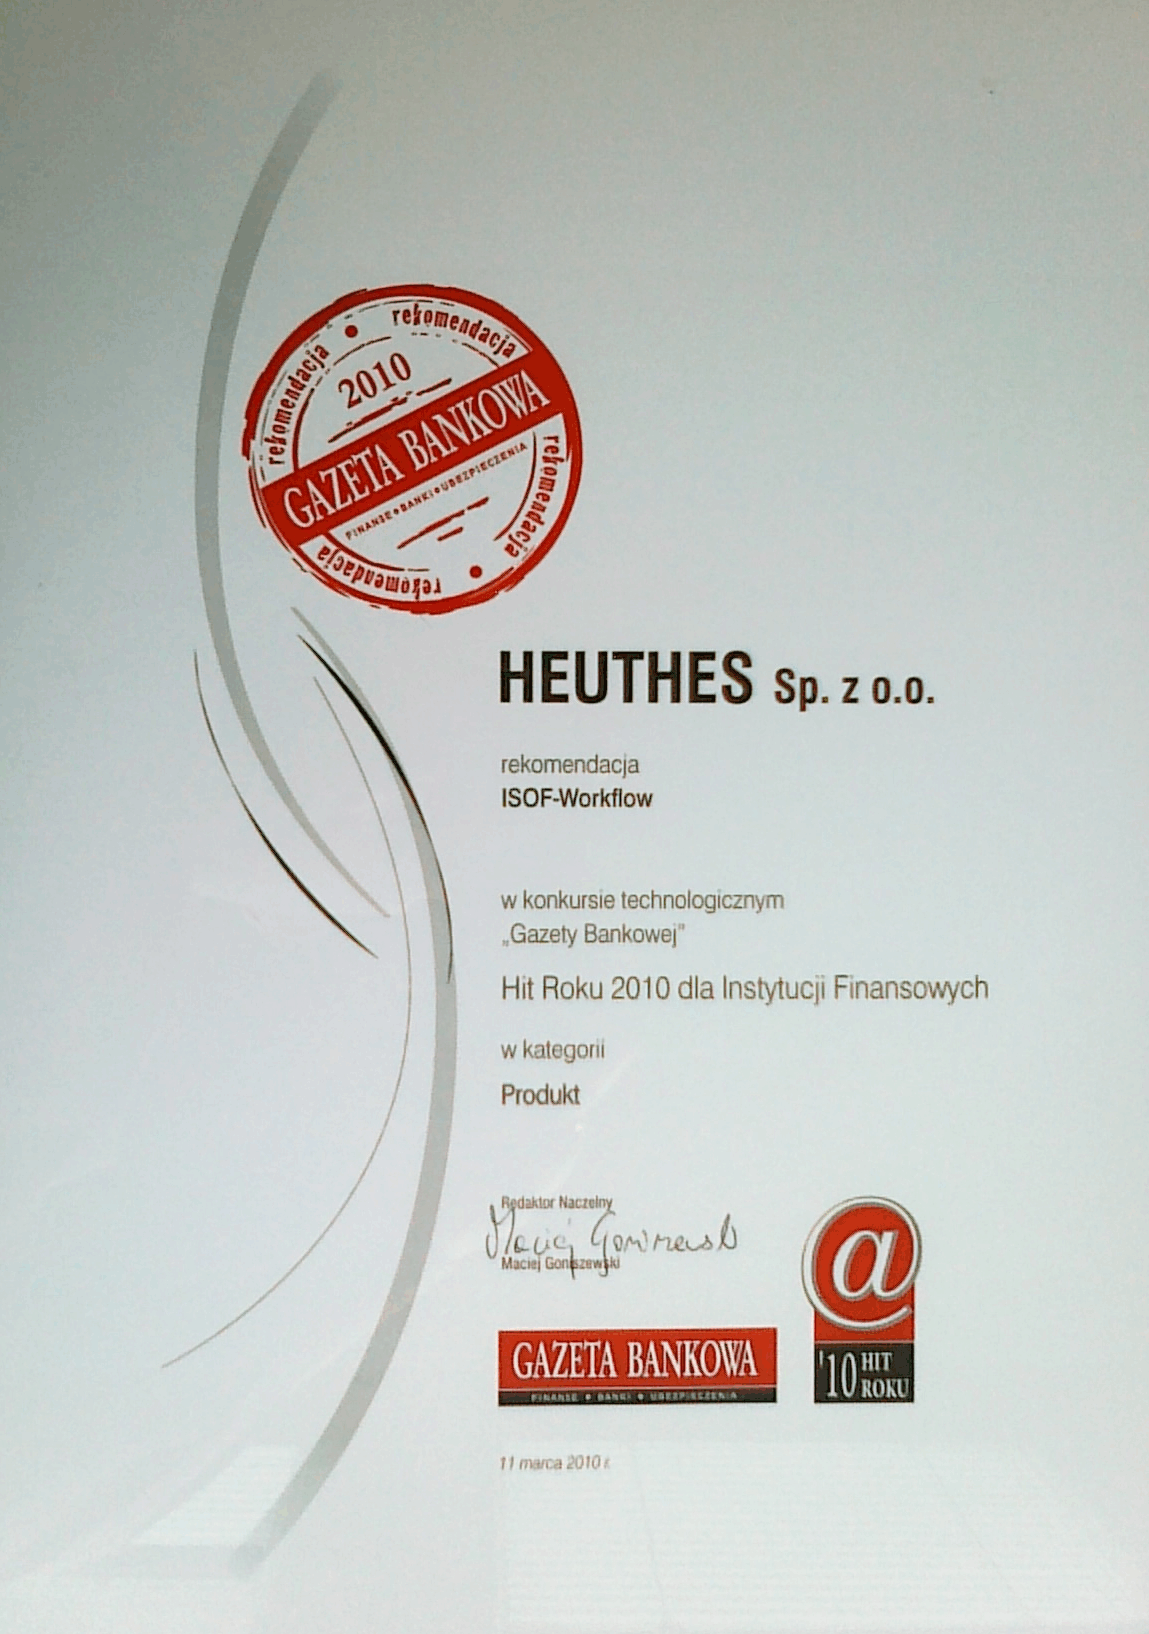 rekomendacja • rekomendacja
2010
GAZETA BANKOWA
FINANSE • BANKI • UBEZPIECZENIA
rekomendacja • rekomendacja
HEUTHES Sp. z o.o.
rekomendacja
ISOF-Workflow
w konkursie technologicznym
„Gazety Bankowej"
Hit Roku 2010 dla Instytucji Finansowych
w kategorii
Produkt
Redaktor Naczelny
Maciej Goniszewski
Maciej Goniszewski
GAZETA BANKOWA
FINANSE • BANKI • UBEZPIECZENIA
@
'10 HIT
ROKU
11 marca 2010 r.